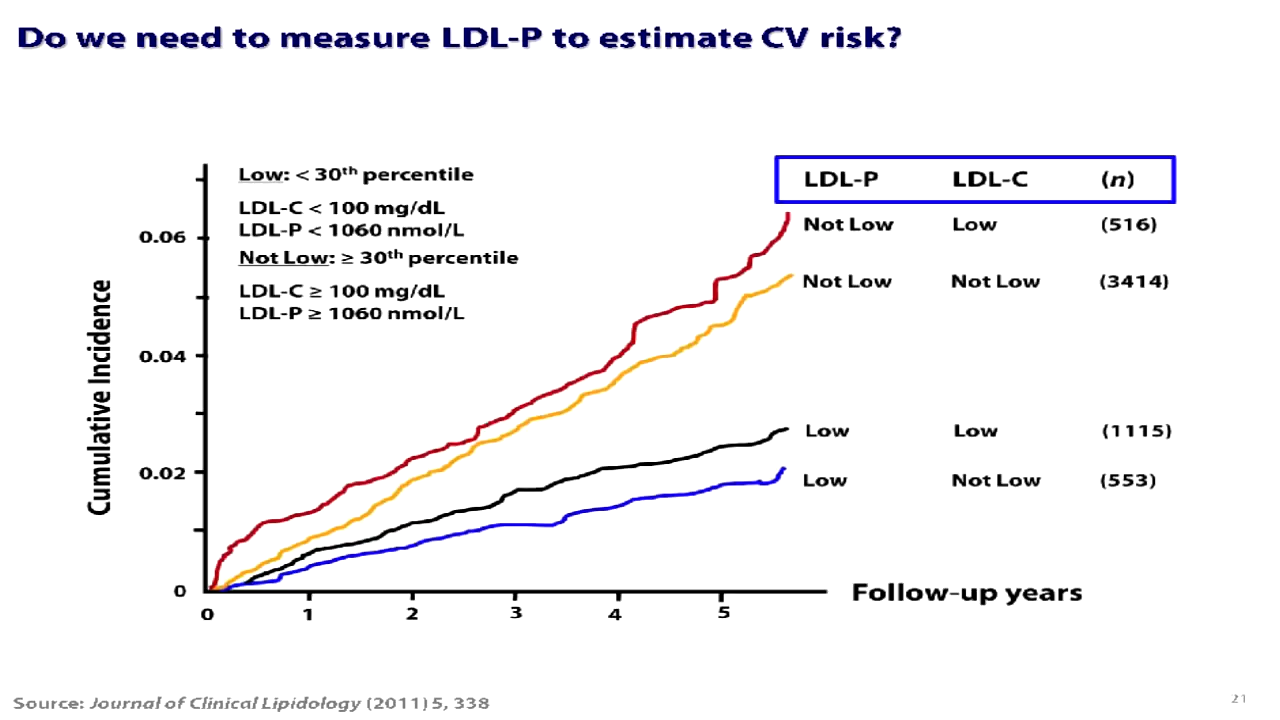 Do we need to measure LDL-P to estimate CV risk?
Low: < 30th percentile
LDL-C < 100 mg/dL
LDL-P < 1060 nmol/L
Not Low: ≥ 30th percentile
LDL-C ≥ 100 mg/dL
LDL-P ≥ 1060 nmol/L
LDL-P LDL-C (n)
Not Low Low (516)
Not Low Not Low (3414)
Low Low (1115)
Low Not Low (553)
Cumulative Incidence
0.06
0.04
0.02
0
0 1 2 3 4 5
Follow-up years
Source: Journal of Clinical Lipidology (2011) 5, 338
21